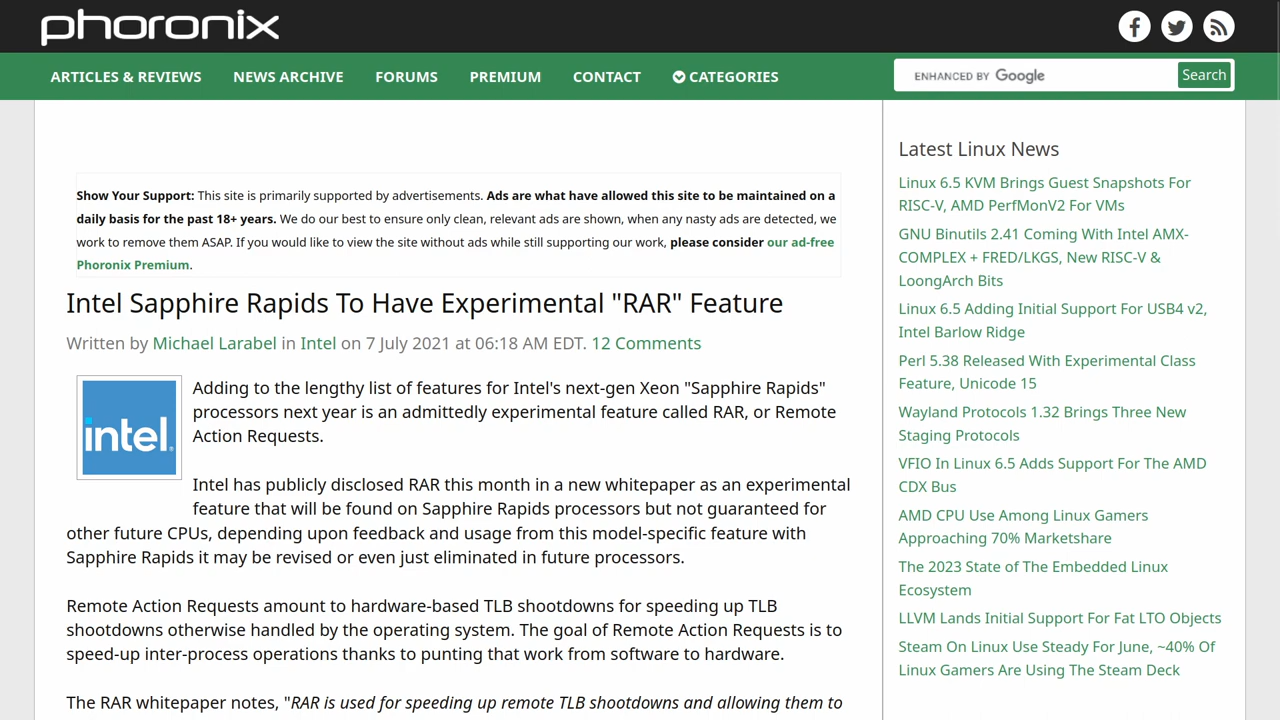 phoronix
ARTICLES & REVIEWS NEWS ARCHIVE FORUMS PREMIUM CONTACT CATEGORIES ENHANCED BY Google Search
Show Your Support: This site is primarily supported by advertisements. Ads are what have allowed this site to be maintained on a
daily basis for the past 18+ years. We do our best to ensure only clean, relevant ads are shown, when any nasty ads are detected, we
work to remove them ASAP. If you would like to view the site without ads while still supporting our work, please consider our ad-free
Phoronix Premium.
Intel Sapphire Rapids To Have Experimental "RAR" Feature
Written by Michael Larabel in Intel on 7 July 2021 at 06:18 AM EDT. 12 Comments
intel.
Adding to the lengthy list of features for Intel's next-gen Xeon "Sapphire Rapids"
processors next year is an admittedly experimental feature called RAR, or Remote
Action Requests.
Intel has publicly disclosed RAR this month in a new whitepaper as an experimental
feature that will be found on Sapphire Rapids processors but not guaranteed for
other future CPUs, depending upon feedback and usage from this model-specific feature with
Sapphire Rapids it may be revised or even just eliminated in future processors.
Remote Action Requests amount to hardware-based TLB shootdowns for speeding up TLB
shootdowns otherwise handled by the operating system. The goal of Remote Action Requests is to
speed-up inter-process operations thanks to punting that work from software to hardware.
The RAR whitepaper notes, "RAR is used for speeding up remote TLB shootdowns and allowing them to
Latest Linux News
Linux 6.5 KVM Brings Guest Snapshots For
RISC-V, AMD PerfMonV2 For VMs
GNU Binutils 2.41 Coming With Intel AMX-
COMPLEX + FRED/LKGS, New RISC-V &
LoongArch Bits
Linux 6.5 Adding Initial Support For USB4 v2,
Intel Barlow Ridge
Perl 5.38 Released With Experimental Class
Feature, Unicode 15
Wayland Protocols 1.32 Brings Three New
Staging Protocols
VFIO In Linux 6.5 Adds Support For The AMD
CDX Bus
AMD CPU Use Among Linux Gamers
Approaching 70% Marketshare
The 2023 State of The Embedded Linux
Ecosystem
LLVM Lands Initial Support For Fat LTO Objects
Steam On Linux Use Steady For June, ~40% Of
Linux Gamers Are Using The Steam Deck